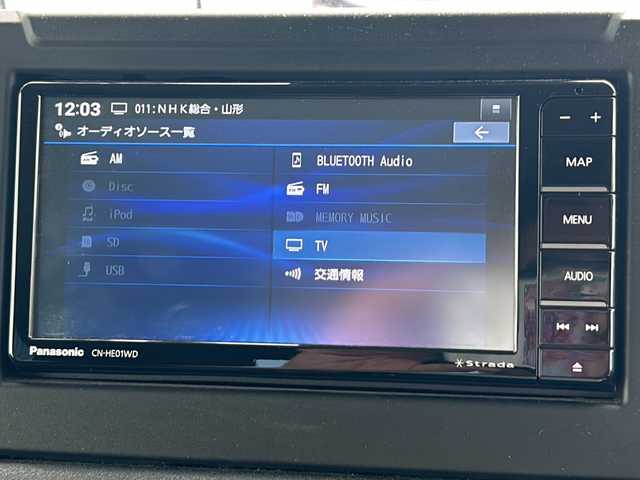 12:03 011:NHK総合・山形
オーディオソース一覧
AM
BLUETOOTH Audio
Disc
FM
iPod
MEMORY MUSIC
SD
TV
USB
交通情報
− +
MAP
MENU
AUDIO
Panasonic CN-HE01WD
Strada